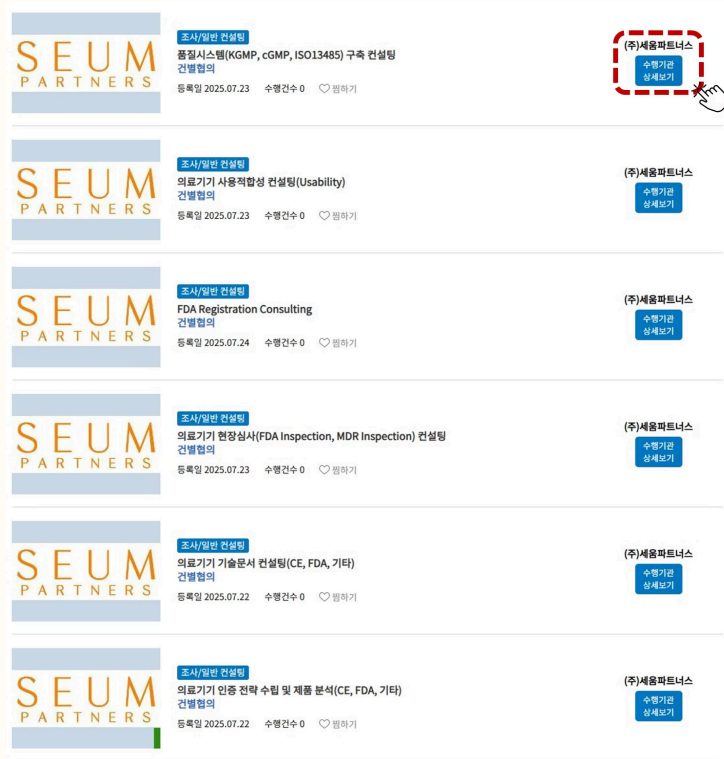 SEUM
PARTNERS
조사/일반 컨설팅
품질시스템(KGMP, cGMP, ISO13485) 구축 컨설팅
건별협의
등록일 2025.07.23 수행건수 0 ♡ 찜하기
(주)세움파트너스
수행기관
상세보기
SEUM
PARTNERS
조사/일반 컨설팅
의료기기 사용적합성 컨설팅(Usability)
건별협의
등록일 2025.07.23 수행건수 0 ♡ 찜하기
(주)세움파트너스
수행기관
상세보기
SEUM
PARTNERS
조사/일반 컨설팅
FDA Registration Consulting
건별협의
등록일 2025.07.24 수행건수 0 ♡ 찜하기
(주)세움파트너스
수행기관
상세보기
SEUM
PARTNERS
조사/일반 컨설팅
의료기기 현장심사(FDA Inspection, MDR Inspection) 컨설팅
건별협의
등록일 2025.07.23 수행건수 0 ♡ 찜하기
(주)세움파트너스
수행기관
상세보기
SEUM
PARTNERS
조사/일반 컨설팅
의료기기 기술문서 컨설팅(CE, FDA, 기타)
건별협의
등록일 2025.07.22 수행건수 0 ♡ 찜하기
(주)세움파트너스
수행기관
상세보기
SEUM
PARTNERS
조사/일반 컨설팅
의료기기 인증 전략 수립 및 제품 분석(CE, FDA, 기타)
건별협의
등록일 2025.07.22 수행건수 0 ♡ 찜하기
(주)세움파트너스
수행기관
상세보기